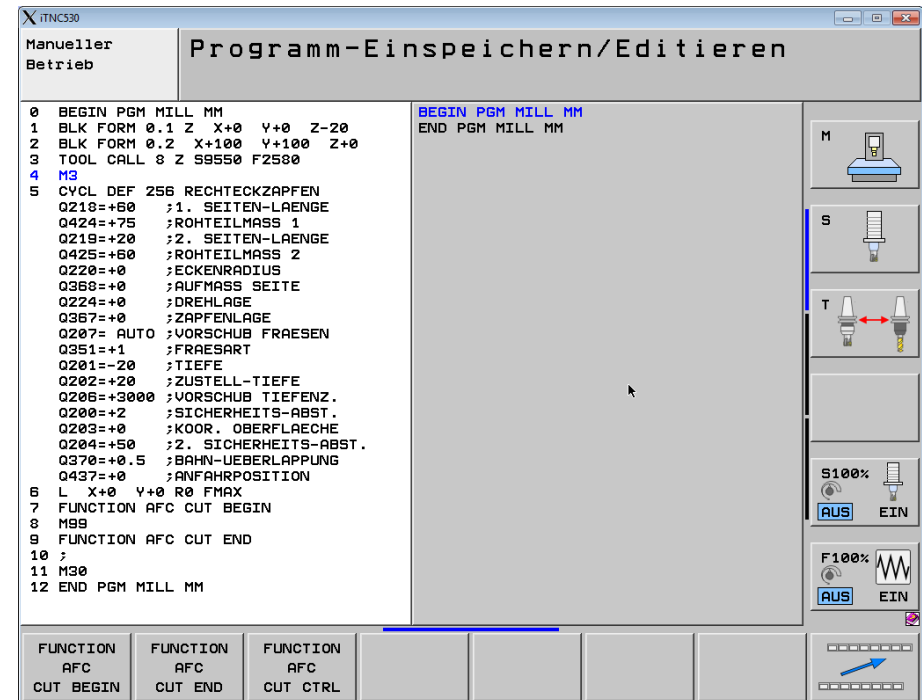 iTNC530
Manueller
Betrieb
Programm-Einspeichern/Editieren
0 BEGIN PGM MILL MM
1 BLK FORM 0.1 Z X+0 Y+0 Z-20
2 BLK FORM 0.2 X+100 Y+100 Z+0
3 TOOL CALL 8 Z S9550 F2580
4 M3
5 CYCL DEF 256 RECHTECKZAPFEN
Q218=+60 ;1. SEITEN-LAENGE
Q424=+75 ;ROHTEILMASS 1
Q219=+20 ;2. SEITEN-LAENGE
Q425=+60 ;ROHTEILMASS 2
Q220=+0 ;ECKENRADIUS
Q368=+0 ;AUFMASS SEITE
Q224=+0 ;DREHLAGE
Q367=+0 ;ZAPFENLAGE
Q207= AUTO ;VORSCHUB FRAESEN
Q351=+1 ;FRAESART
Q201=-20 ;TIEFE
Q202=+20 ;ZUSTELL-TIEFE
Q206=+3000 ;VORSCHUB TIEFENZ.
Q200=+2 ;SICHERHEITS-ABST.
Q203=+0 ;KOOR. OBERFLAECHE
Q204=+50 ;2. SICHERHEITS-ABST.
Q370=+0.5 ;BAHN-UEBERLAPPUNG
Q437=+0 ;ANFAHRPOSITION
6 L X+0 Y+0 R0 FMAX
7 FUNCTION AFC CUT BEGIN
8 M99
9 FUNCTION AFC CUT END
10 ;
11 M30
12 END PGM MILL MM
BEGIN PGM MILL MM
END PGM MILL MM
M
S
T
S100%
AUS EIN
F100%
AUS EIN
FUNCTION
AFC
CUT BEGIN
FUNCTION
AFC
CUT END
FUNCTION
AFC
CUT CTRL